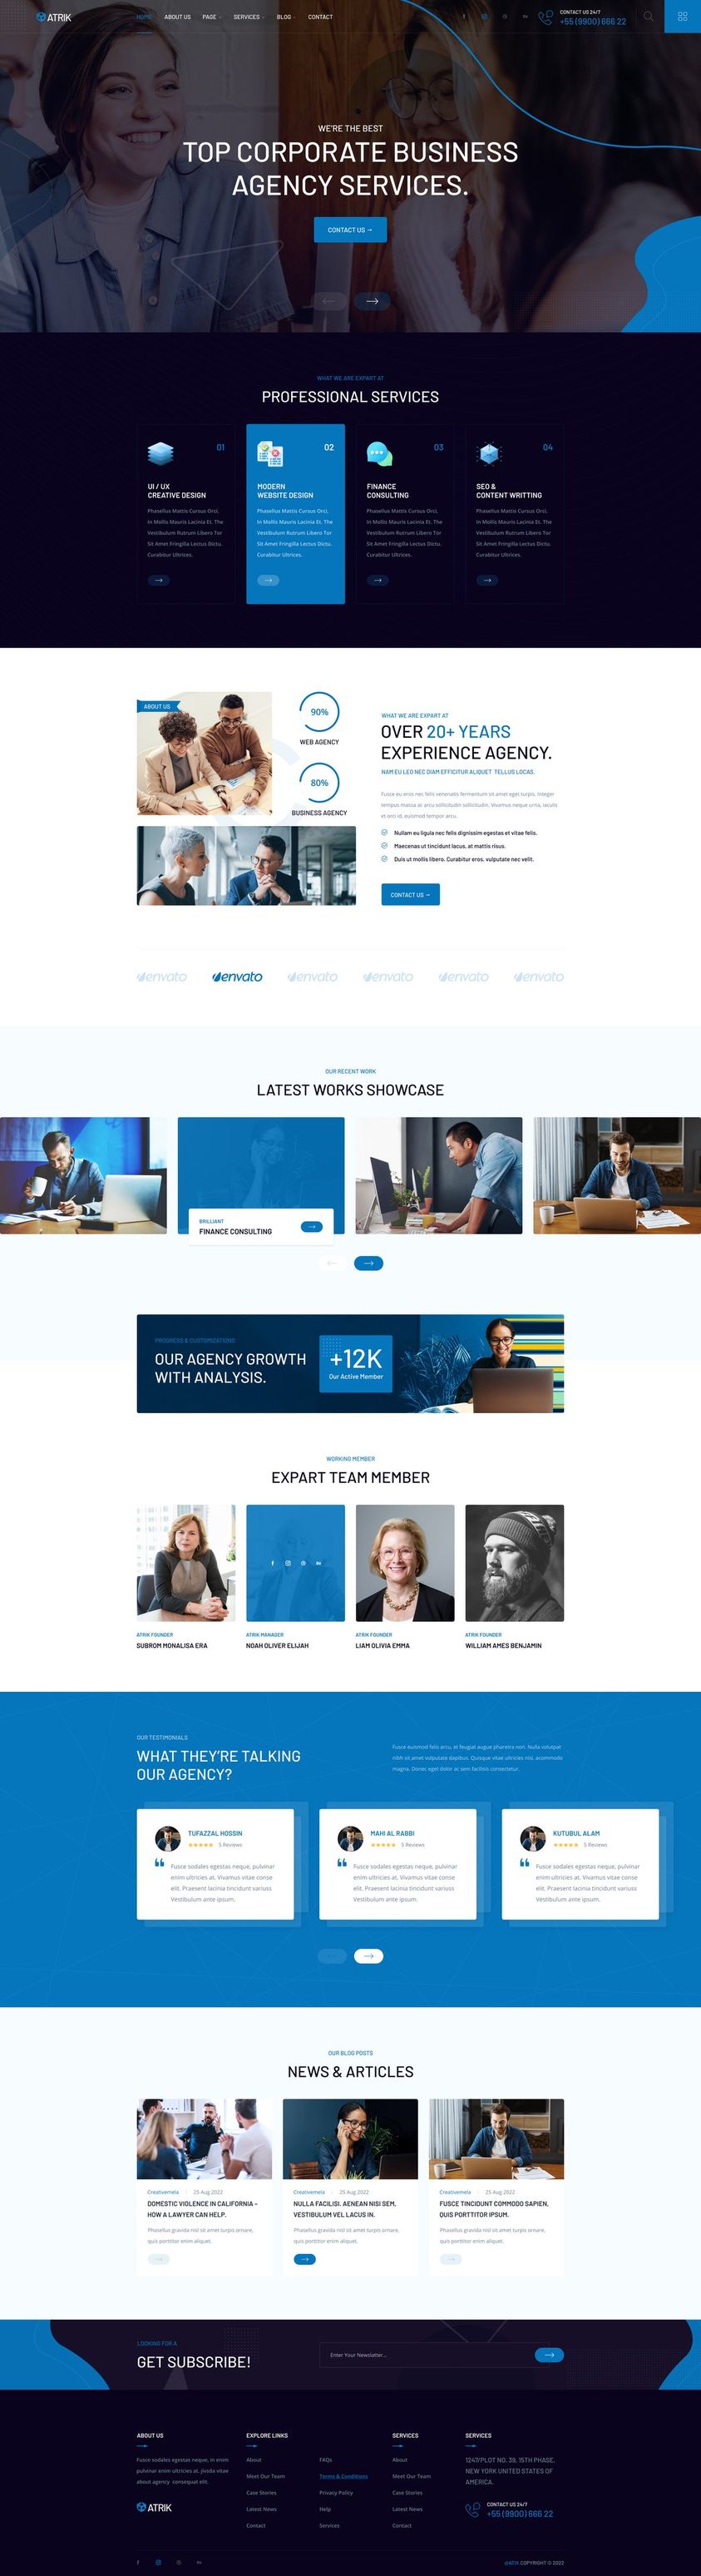 ATRIK
HOME ABOUT US PAGE SERVICES BLOG CONTACT
CONTACT US 24/7
+55 (9900) 666 22
WE'RE THE BEST
TOP CORPORATE BUSINESS
AGENCY SERVICES.
CONTACT US →
WHAT WE ARE EXPART AT
PROFESSIONAL SERVICES
01
UI / UX
CREATIVE DESIGN
Phasellus Mattis Cursus Orci,
In Mollis Mauris Lacinia Et. The
Vestibulum Rutrum Libero Tor
Sit Amet Fringilla Lectus Dictu.
Curabitur Ultrices.
02
MODERN
WEBSITE DESIGN
Phasellus Mattis Cursus Orci,
In Mollis Mauris Lacinia Et. The
Vestibulum Rutrum Libero Tor
Sit Amet Fringilla Lectus Dictu.
Curabitur Ultrices.
03
FINANCE
CONSULTING
Phasellus Mattis Cursus Orci,
In Mollis Mauris Lacinia Et. The
Vestibulum Rutrum Libero Tor
Sit Amet Fringilla Lectus Dictu.
Curabitur Ultrices.
04
SEO &
CONTENT WRITTING
Phasellus Mattis Cursus Orci,
In Mollis Mauris Lacinia Et. The
Vestibulum Rutrum Libero Tor
Sit Amet Fringilla Lectus Dictu.
Curabitur Ultrices.
ABOUT US
90%
WEB AGENCY
80%
BUSINESS AGENCY
WHAT WE ARE EXPART AT
OVER 20+ YEARS
EXPERIENCE AGENCY.
NAM EU LEO NEC DIAM EFFICITUR ALIQUET TELLUS LOCAS.
Fusce eu eros nec felis venenatis fermentum sit amet eget turpis. Integer
tempus massa ac arcu sollicitudin sollicitudin. Vivamus neque urna, iaculis
et orci id, euismod tempor arcu.
Nullam eu ligula nec felis dignissim egestas et vitae felis.
Maecenas ut tincidunt lacus, at mattis risus.
Duis ut mollis libero. Curabitur eros, vulputate nec velit.
CONTACT US →
envato envato envato envato envato envato
OUR RECENT WORK
LATEST WORKS SHOWCASE
BRILLIANT
FINANCE CONSULTING
PROGRESS & CUSTOMIZATIONS
OUR AGENCY GROWTH
WITH ANALYSIS.
+12K
Our Active Member
WORKING MEMBER
EXPART TEAM MEMBER
ATRIK FOUNDER
SUBROM MONALISA ERA
ATRIK MANAGER
NOAH OLIVER ELIJAH
ATRIK FOUNDER
LIAM OLIVIA EMMA
ATRIK FOUNDER
WILLIAM AMES BENJAMIN
OUR TESTIMONIALS
WHAT THEY'RE TALKING
OUR AGENCY?
Fusce euismod felis arcu, et feugiat augue pharetra non. Nulla volutpat
nibh sit amet vulputate dapibus. Quisque vitae ultricies nisi, acommodo
magna. Donec eget dolor ac sem facilisis consectetur.
TUFAZZAL HOSSIN
5 Reviews
Fusce sodales egestas neque, pulvinar
enim ultricies at. Vivamus vitae conse
elit. Praesent lacinia tincidunt variuss
Vestibulum ante ipsum.
MAHI AL RABBI
5 Reviews
Fusce sodales egestas neque, pulvinar
enim ultricies at. Vivamus vitae conse
elit. Praesent lacinia tincidunt variuss
Vestibulum ante ipsum.
KUTUBUL ALAM
5 Reviews
Fusce sodales egestas neque, pulvinar
enim ultricies at. Vivamus vitae conse
elit. Praesent lacinia tincidunt variuss
Vestibulum ante ipsum.
OUR BLOG POSTS
NEWS & ARTICLES
Creativemela 25 Aug 2022
DOMESTIC VIOLENCE IN CALIFORNIA –
HOW A LAWYER CAN HELP.
Phasellus gravida nisl sit amet turpis ornare,
quis porttitor enim aliquet.
Creativemela 25 Aug 2022
NULLA FACILISI. AENEAN NISI SEM,
VESTIBULUM VEL LACUS IN.
Phasellus gravida nisl sit amet turpis ornare,
quis porttitor enim aliquet.
Creativemela 25 Aug 2022
FUSCE TINCIDUNT COMMODO SAPIEN,
QUIS PORTTITOR IPSUM.
Phasellus gravida nisl sit amet turpis ornare,
quis porttitor enim aliquet.
LOOKING FOR A
GET SUBSCRIBE!
Enter Your Newslatter...
ABOUT US
Fusce sodales egestas neque, in enim
pulvinar enim ultricies at. jivsda vitae
about agency consequat elit.
ATRIK
EXPLORE LINKS
About
Meet Our Team
Case Stories
Latest News
Contact
FAQs
Terms & Conditions
Privacy Policy
Help
Services
SERVICES
About
Meet Our Team
Case Stories
Latest News
Contact
SERVICES
1247/PLOT NO. 39, 15TH PHASE,
NEW YORK UNITED STATES OF
AMERICA.
CONTACT US 24/7
+55 (9900) 666 22
@ATIK COPYRIGHT © 2022